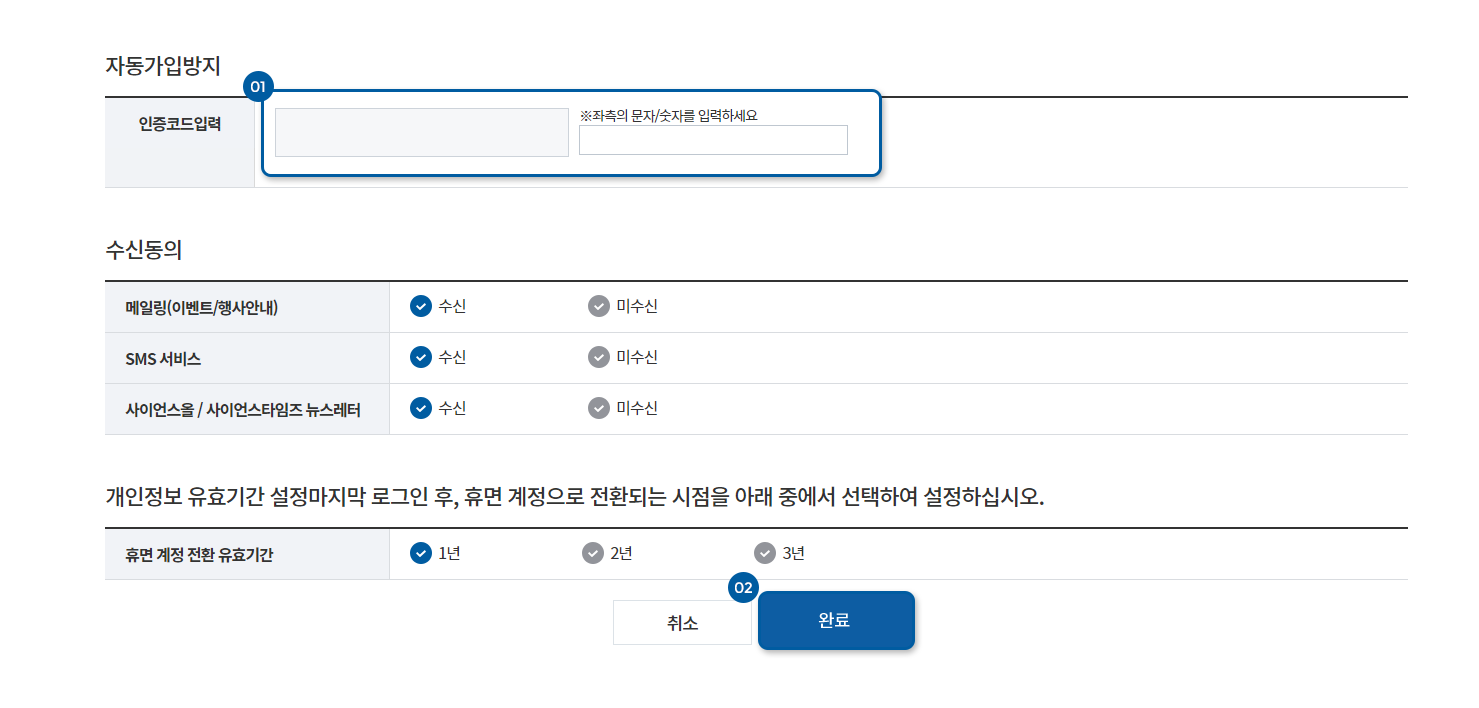 자동가입방지
01
인증코드입력
※좌측의 문자/숫자를 입력하세요
수신동의
메일링(이벤트/행사안내) 수신 미수신
SMS 서비스 수신 미수신
사이언스올 / 사이언스타임즈 뉴스레터 수신 미수신
개인정보 유효기간 설정마지막 로그인 후, 휴면 계정으로 전환되는 시점을 아래 중에서 선택하여 설정하십시오.
휴면 계정 전환 유효기간 1년 2년 3년
02
취소 완료